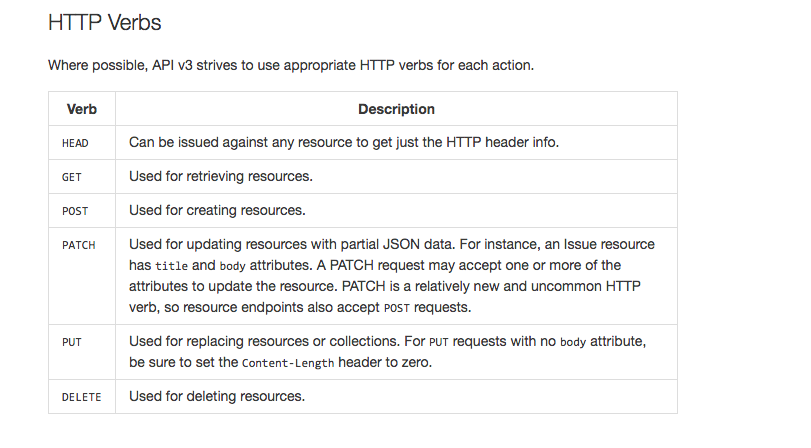 HTTP Verbs
Where possible, API v3 strives to use appropriate HTTP verbs for each action.
Verb Description
HEAD Can be issued against any resource to get just the HTTP header info.
GET Used for retrieving resources.
POST Used for creating resources.
PATCH Used for updating resources with partial JSON data. For instance, an Issue resource
has title and body attributes. A PATCH request may accept one or more of the
attributes to update the resource. PATCH is a relatively new and uncommon HTTP
verb, so resource endpoints also accept POST requests.
PUT Used for replacing resources or collections. For PUT requests with no body attribute,
be sure to set the Content-Length header to zero.
DELETE Used for deleting resources.